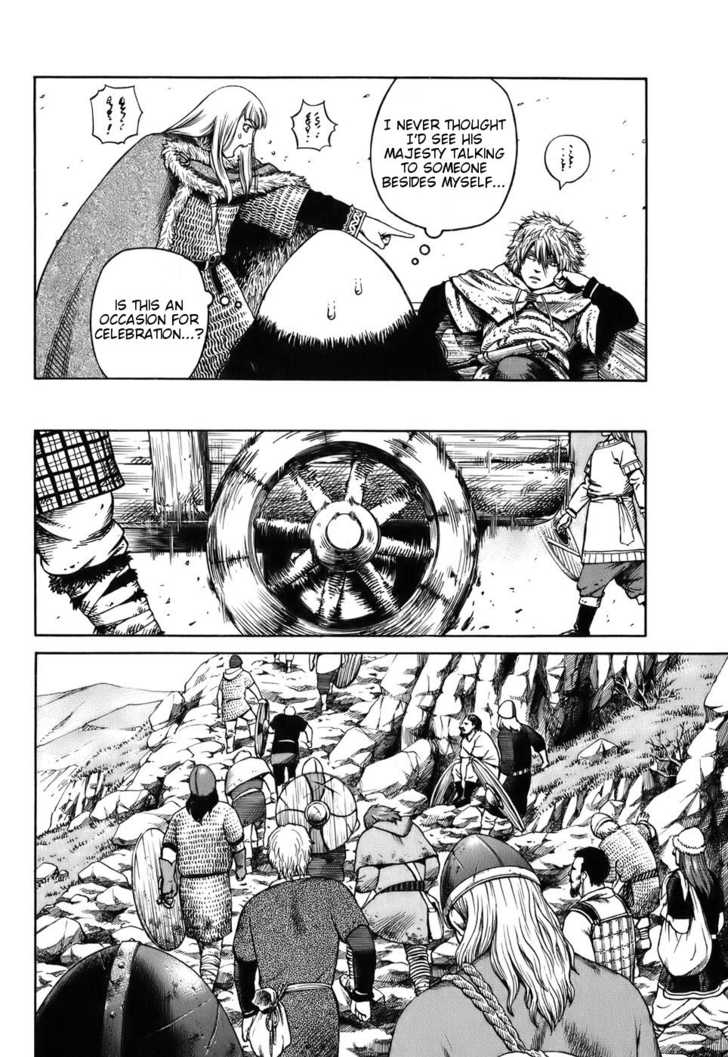 I NEVER THOUGHT
I'D SEE HIS
MAJESTY TALKING
TO SOMEONE
BESIDES MYSELF...
IS THIS AN
OCCASION FOR
CELEBRATION...?